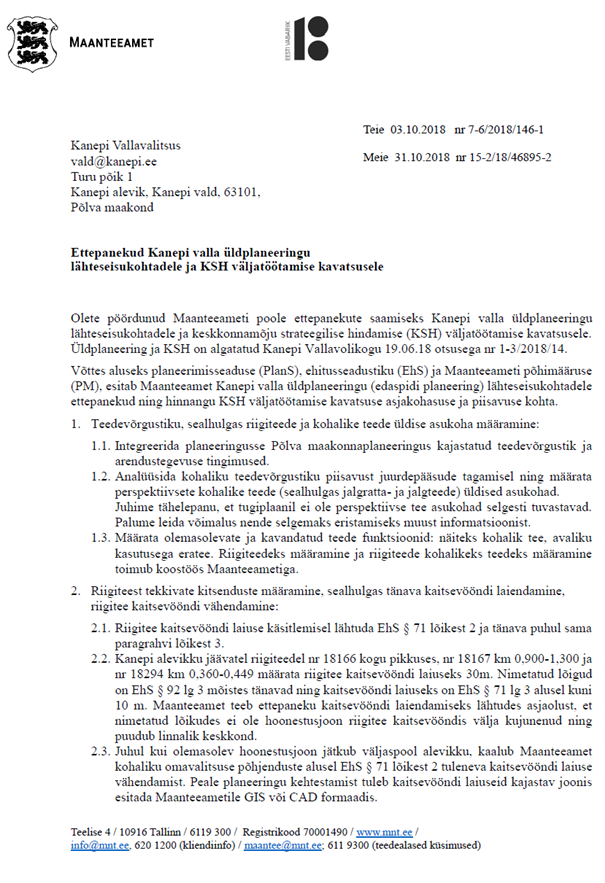 MAANTEEAMET
EESTI VABARIIK
100
Teie 03.10.2018 nr 7-6/2018/146-1
Kanepi Vallavalitsus
vald@kanepi.ee
Meie 31.10.2018 nr 15-2/18/46895-2
Turu põik 1
Kanepi alevik, Kanepi vald, 63101,
Põlva maakond
Ettepanekud Kanepi valla üldplaneeringu
lähteseisukohtadele ja KSH väljatöötamise kavatsusele
Olete pöördunud Maanteeameti poole ettepanekute saamiseks Kanepi valla üldplaneeringu
lähteseisukohtadele ja keskkonnamõju strateegilise hindamise (KSH) väljatöötamise kavatsusele.
Üldplaneering ja KSH on algatatud Kanepi Vallavolikogu 19.06.18 otsusega nr 1-3/2018/14.
Võttes aluseks planeerimisseaduse (PlanS), ehitusseadustiku (EhS) ja Maanteeameti põhimääruse
(PM), esitab Maanteeamet Kanepi valla üldplaneeringu (edaspidi planeering) lähteseisukohtadele
ettepanekud ning hinnangu KSH väljatöötamise kavatsuse asjakohasuse ja piisavuse kohta.
1. Teedevõrgustiku, sealhulgas riigiteede ja kohalike teede üldise asukoha määramine:
1.1. Integreerida planeeringusse Põlva maakonnaplaneeringus kajastatud teedevõrgustik ja
arendustegevuse tingimused.
1.2. Analüüsida kohaliku teedevõrgustiku piisavust juurdepääsude tagamisel ning määrata
perspektiivsete kohalike teede (sealhulgas jalgratta- ja jalgteede) üldised asukohad.
Juhime tähelepanu, et tugiplaanil ei ole perspektiivse tee asukohad selgesti tuvastavad.
Palume leida võimalus nende selgemaks eristamiseks muust informatsioonist.
1.3. Määrata olemasolevate ja kavandatud teede funktsioonid: näiteks kohalik tee, avaliku
kasutusega eratee. Riigiteedeks määramine ja riigiteede kohalikeks teedeks määramine
toimub koostöös Maanteeametiga.
2. Riigiteest tekkivate kitsenduste määramine, sealhulgas tänava kaitsevööndi laiendamine,
riigitee kaitsevööndi vähendamine:
2.1. Riigitee kaitsevööndi laiuse käsitlemisel lähtuda EhS § 71 lõikest 2 ja tänava puhul sama
paragrahvi lõikest 3.
2.2. Kanepi alevikku jäävatel riigiteedel nr 18166 kogu pikkuses, nr 18167 km 0,900-1,300 ja
nr 18294 km 0,360-0,449 määrata riigitee kaitsevööndi laiuseks 30m. Nimetatud lõigud
on EhS § 92 lg 3 mõistes tänavad ning kaitsevööndi laiuseks on EhS § 71 lg 3 alusel kuni
10 m. Maanteeamet teeb ettepaneku kaitsevööndi laiendamiseks lähtudes asjaolust, et
nimetatud lõikudes ei ole hoonestusjoon riigitee kaitsevööndis välja kujunenud ning
puudub linnalik keskkond.
2.3. Juhul kui olemasolev hoonestusjoon jätkub väljaspool alevikku, kaalub Maanteeamet
kohaliku omavalitsuse põhjenduste alusel EhS § 71 lõikest 2 tuleneva kaitsevööndi laiuse
vähendamist. Peale planeeringu kehtestamist tuleb kaitsevööndi laiuseid kajastav joonis
esitada Maanteeametile GIS või CAD formaadis.
Teelise 4 / 10916 Tallinn / 6119 300 / Registrikood 70001490 / www.mnt.ee /
info@mnt.ee, 620 1200 (kliendiinfo) / maantee@mnt.ee; 611 9300 (teedealased küsimused)